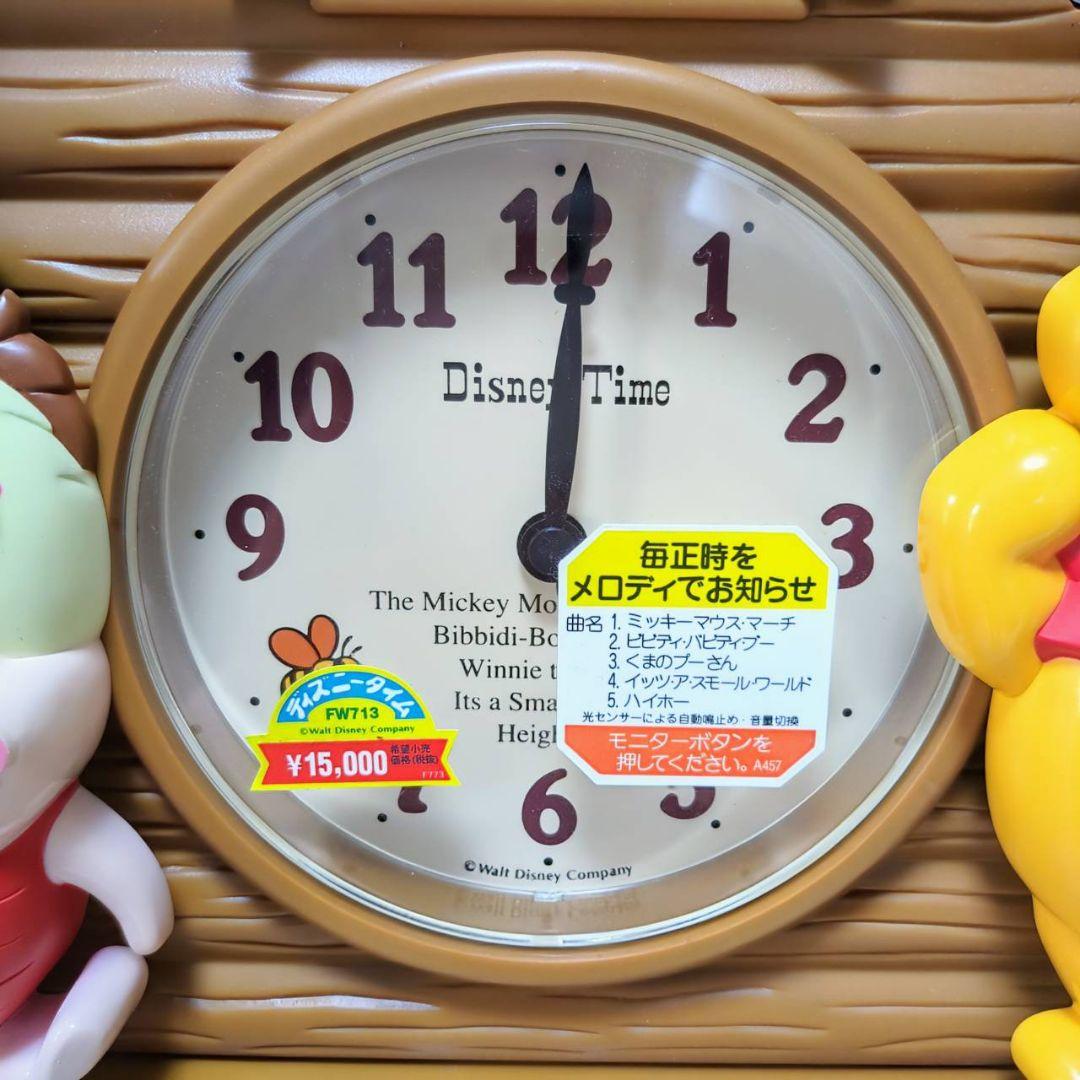 12
11
1
10
2
Disney Time
9
3
毎正時を
メロディでお知らせ
曲名 1. ミッキーマウス・マーチ
2. ビビディ・バビディ・ブー
3. くまのプーさん
4. イッツ・ア・スモール・ワールド
5. ハイホー
光センサーによる自動鳴止め・音量切換
モニターボタンを
押してください。A457
The Mickey Mo
Bibbidi-Bo
Winnie t
Its a Sma
Heigh
ディズニータイム
FW713
©Walt Disney Company
¥15,000 希望小売
価格(税抜)
F773
7
5
6
©Walt Disney Company